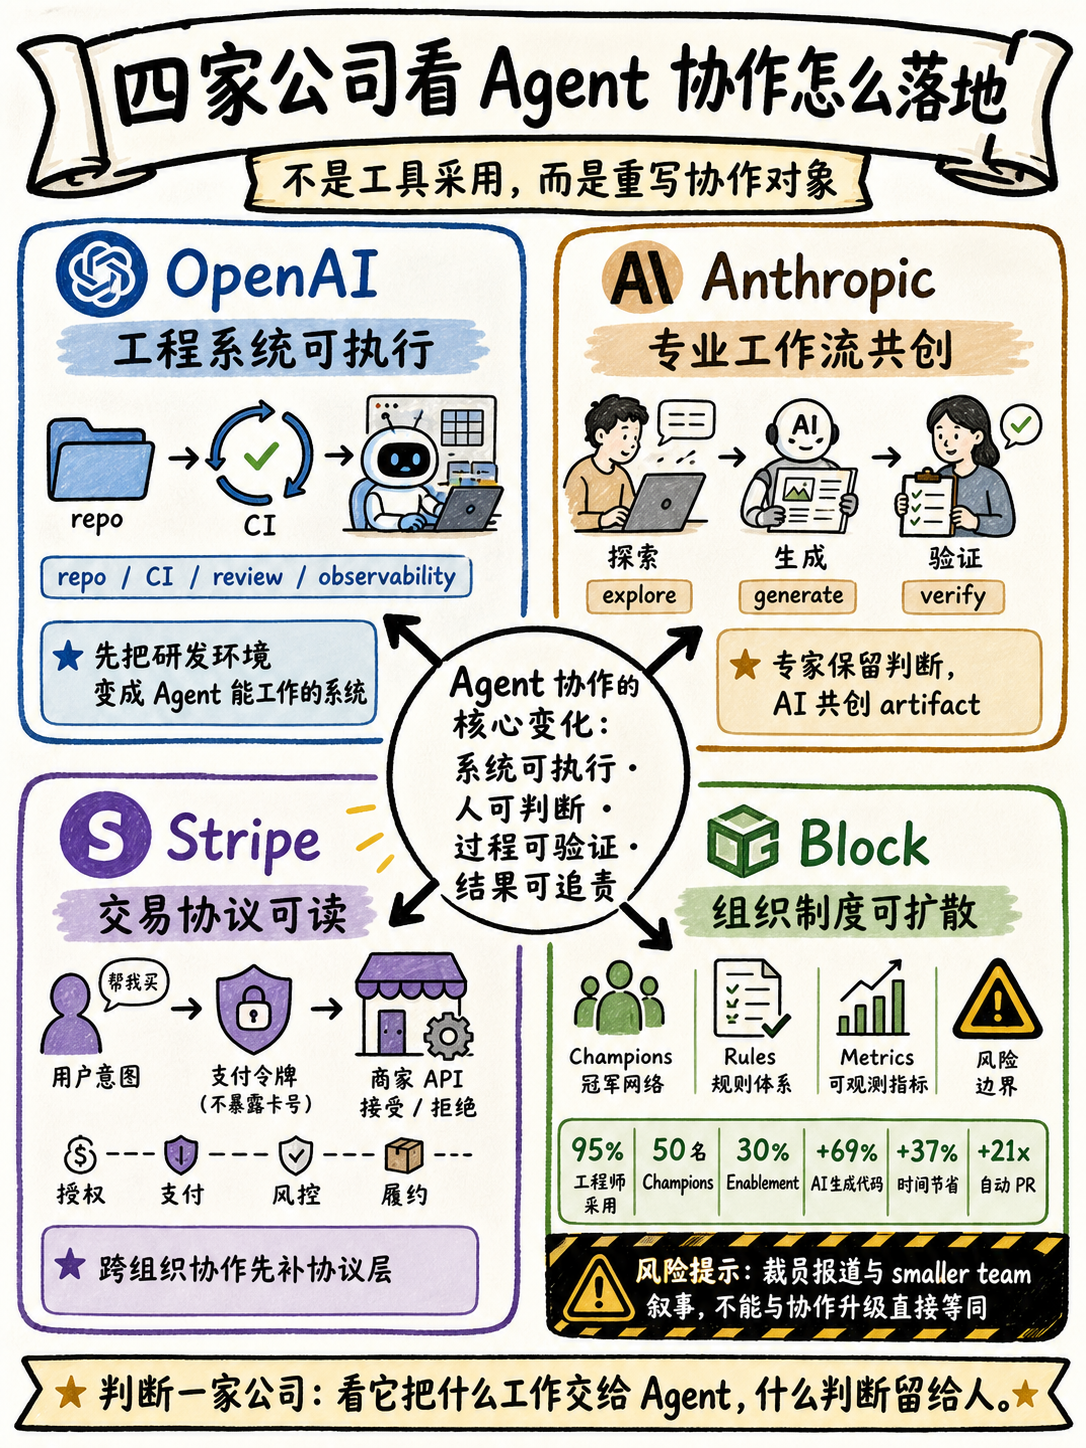 四家公司看 Agent 协作怎么落地
不是工具采用，而是重写协作对象
OpenAI
工程系统可执行
repo
CI
repo / CI / review / observability
先把研发环境
变成 Agent 能工作的系统
AI Anthropic
专业工作流共创
AI
探索
生成
验证
explore
generate
verify
专家保留判断，
AI 共创 artifact
Agent 协作的
核心变化：
系统可执行·
人可判断·
过程可验证·
结果可追责
S Stripe
交易协议可读
帮我买
用户意图
支付令牌
（不暴露卡号）
商家 API
接受 / 拒绝
$
授权
支付
风控
履约
跨组织协作先补协议层
Block
组织制度可扩散
Champions
冠军网络
Rules
规则体系
Metrics
可观测指标
风险
边界
95%
工程师
采用
50名
Champions
30%
Enablement
+69%
AI生成代码
+37%
时间节省
+21x
自动 PR
风险提示：裁员报道与 smaller team
叙事，不能与协作升级直接等同
判断一家公司：看它把什么工作交给 Agent，什么判断留给人。